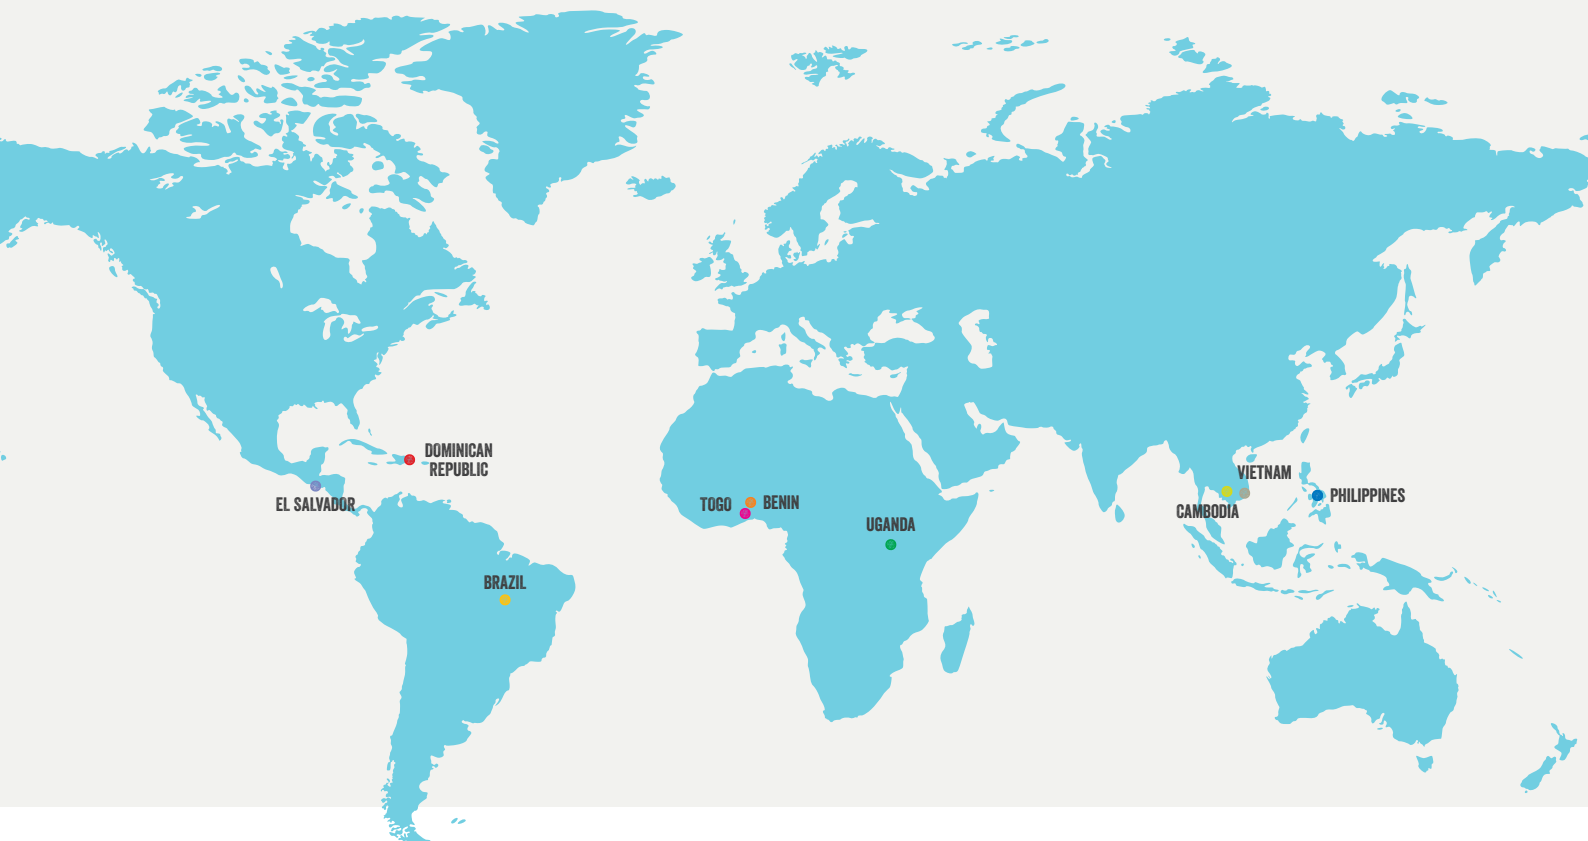 DOMINICAN
REPUBLIC
EL SALVADOR
BRAZIL
TOGO
BENIN
UGANDA
VIETNAM
CAMBODIA
PHILIPPINES